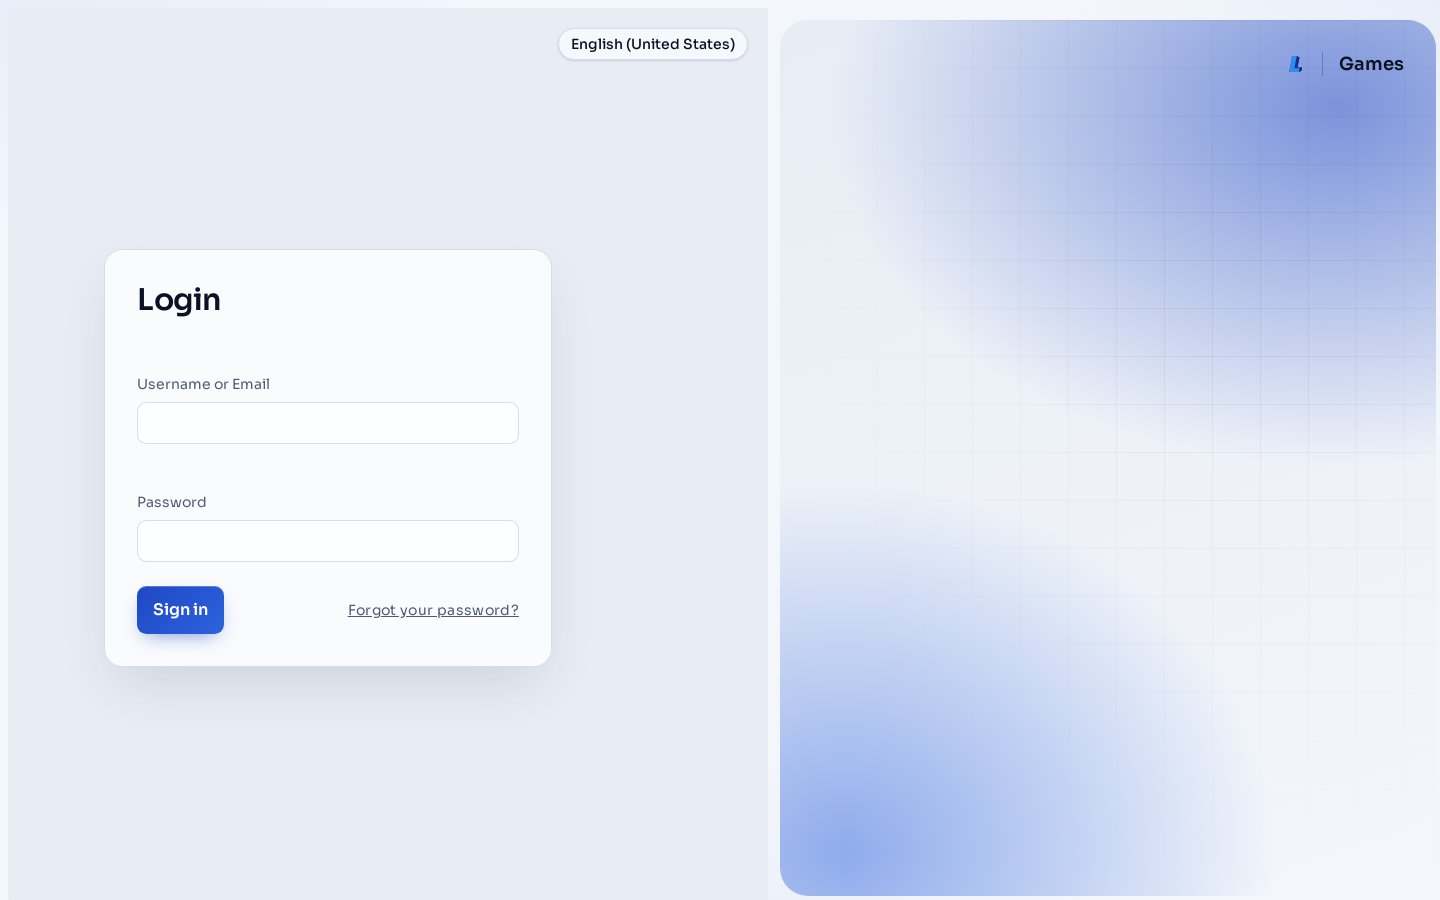 English (United States)
Games
Login
Username or Email
Password
Sign in
Forgot your password?